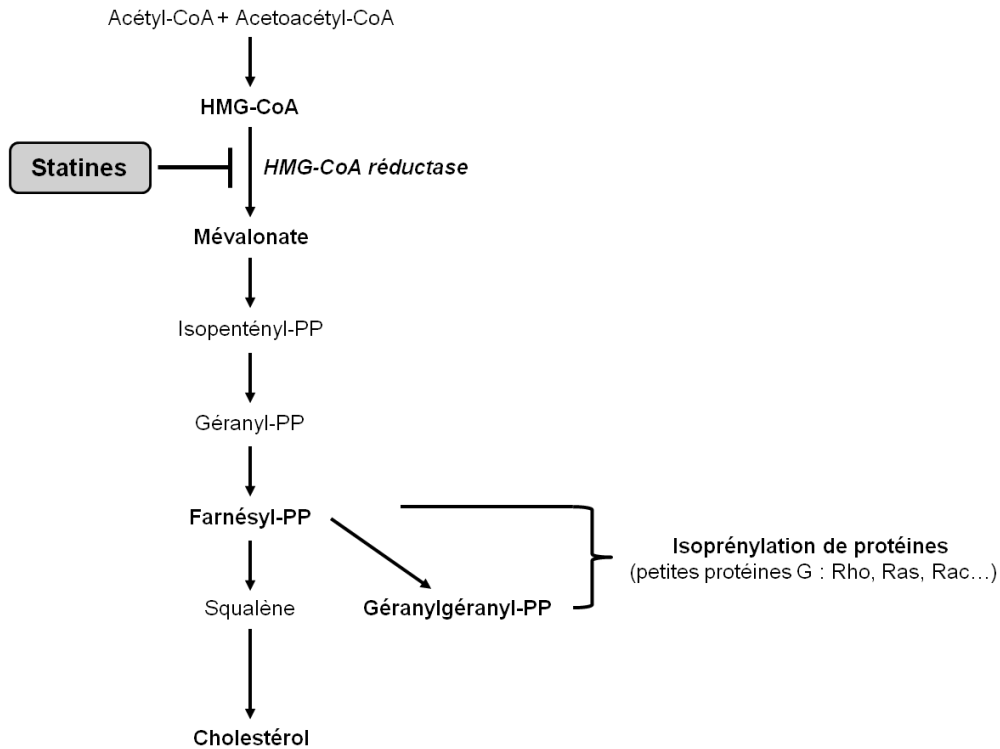 Acétyl-CoA + Acetoacétyl-CoA
HMG-CoA
Statines
HMG-CoA réductase
Mévalonate
Isopentényl-PP
Géranyl-PP
Farnésyl-PP
Isoprénylation de protéines
(petites protéines G : Rho, Ras, Rac…)
Squalène
Géranylgéranyl-PP
Cholestérol